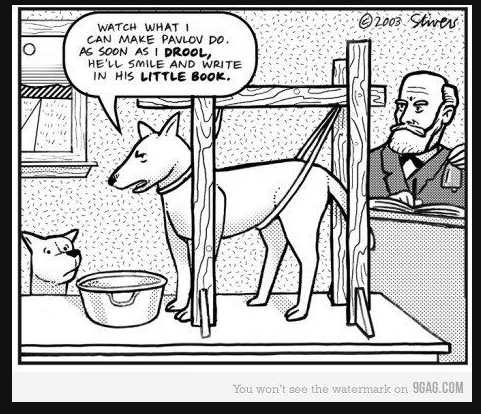 WATCH WHAT I
CAN MAKE PAVLOV DO.
AS SOON AS I DROOL,
HE'LL SMILE AND WRITE
IN HIS LITTLE BOOK.
©2003 Stivers
You won't see the watermark on 9GAG.COM